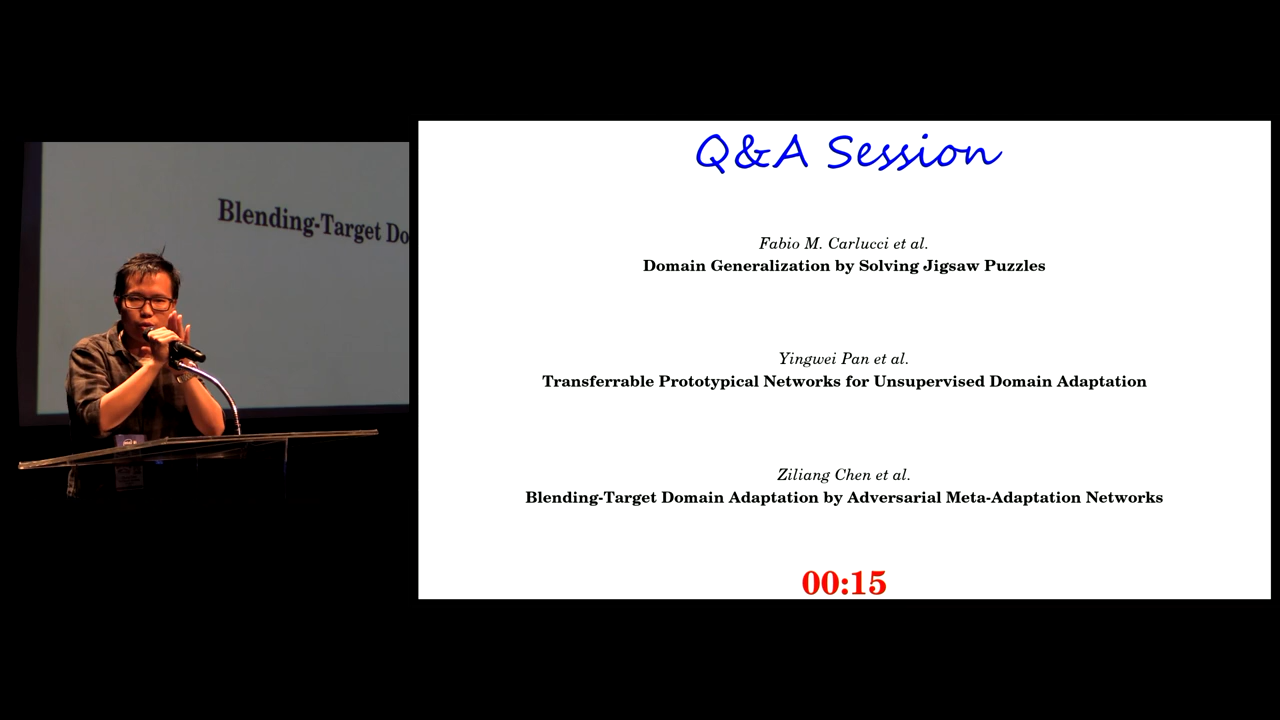 Blending-Target Do
Q&A Session
Fabio M. Carlucci et al.
Domain Generalization by Solving Jigsaw Puzzles
Yingwei Pan et al.
Transferrable Prototypical Networks for Unsupervised Domain Adaptation
Ziliang Chen et al.
Blending-Target Domain Adaptation by Adversarial Meta-Adaptation Networks
00:15